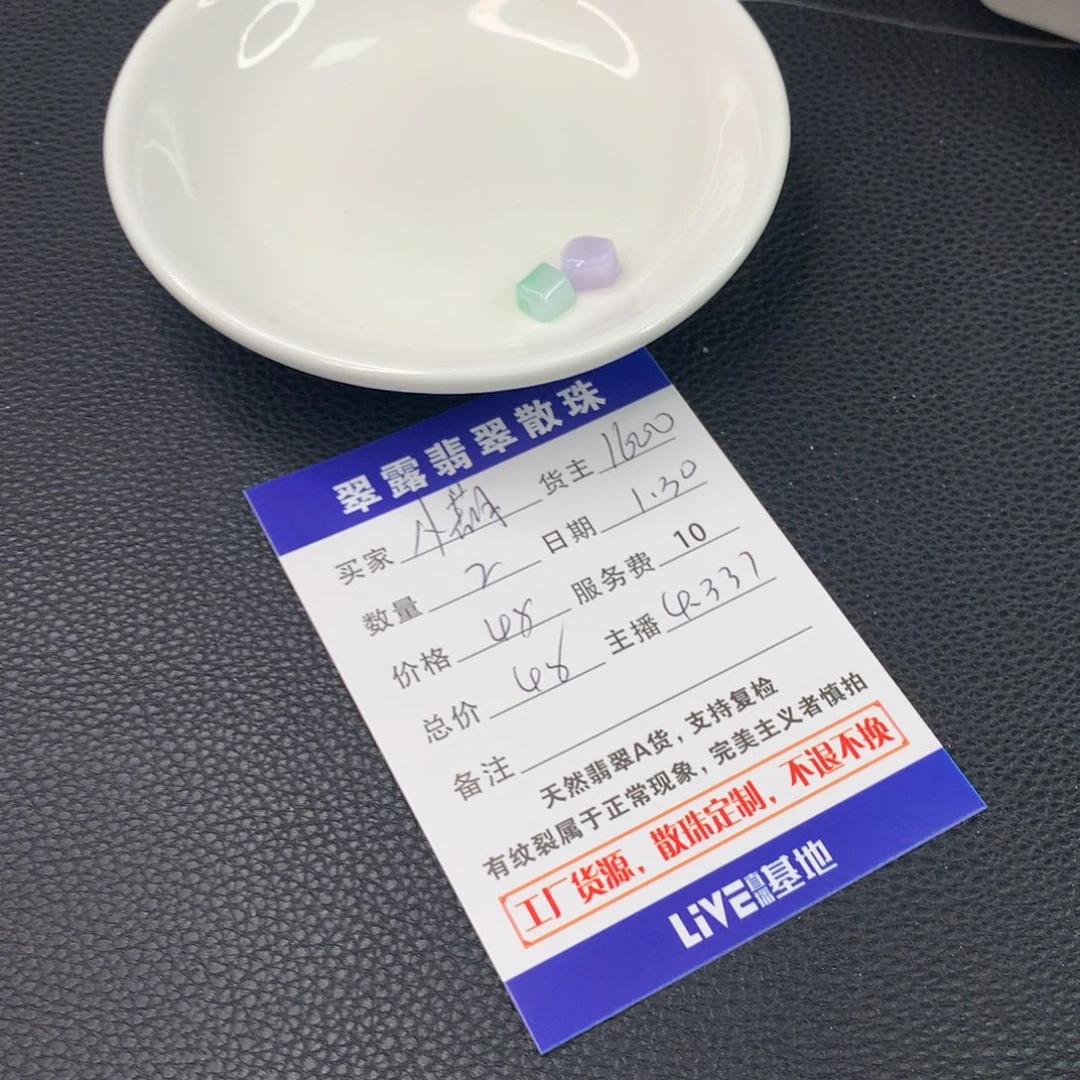 翠露翡翠散珠
买家 货主 1600
数量 2 日期 1.30
价格 48 服务费 10
总价 48 主播 4.331
备注
天然翡翠A货，支持复检
有纹裂属于正常现象，完美主义者慎拍
工厂货源，散珠定制，不退不换
LIVE直播基地